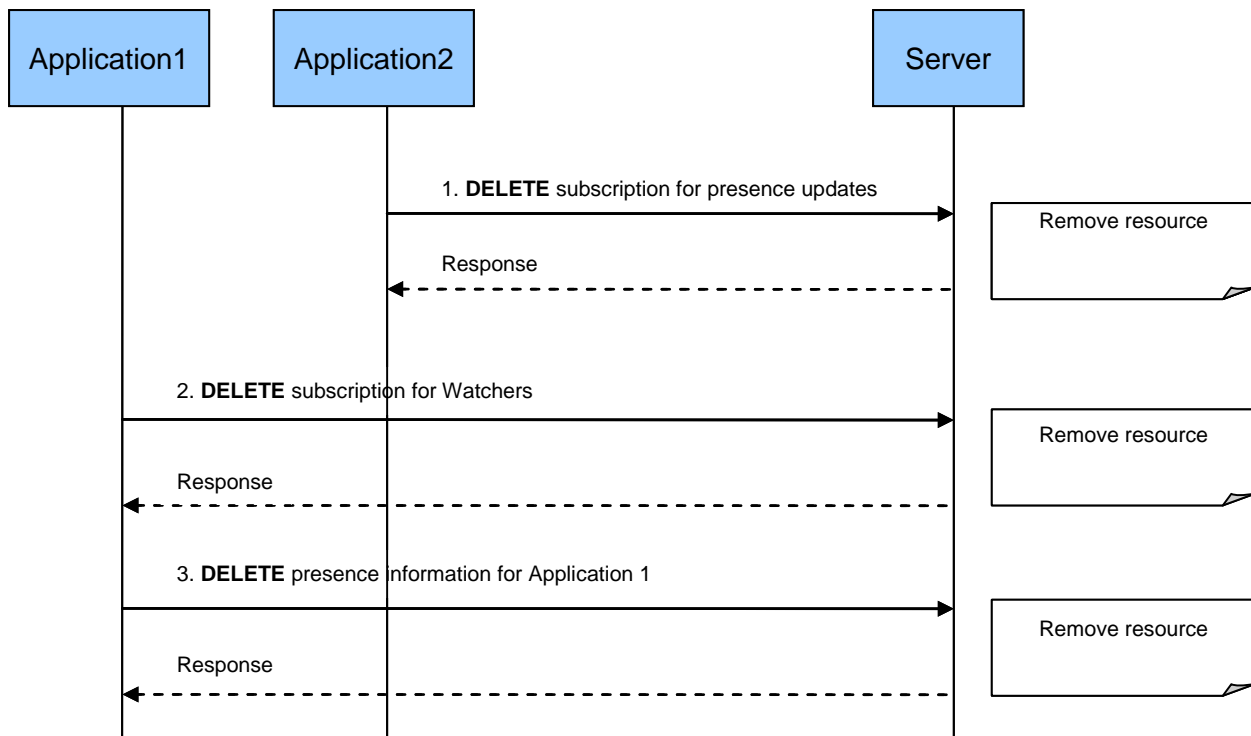 Application1
Application2
Server
1. DELETE subscription for presence updates
Remove resource
Response
2. DELETE subscription for Watchers
Remove resource
Response
3. DELETE presence information for Application 1
Remove resource
Response